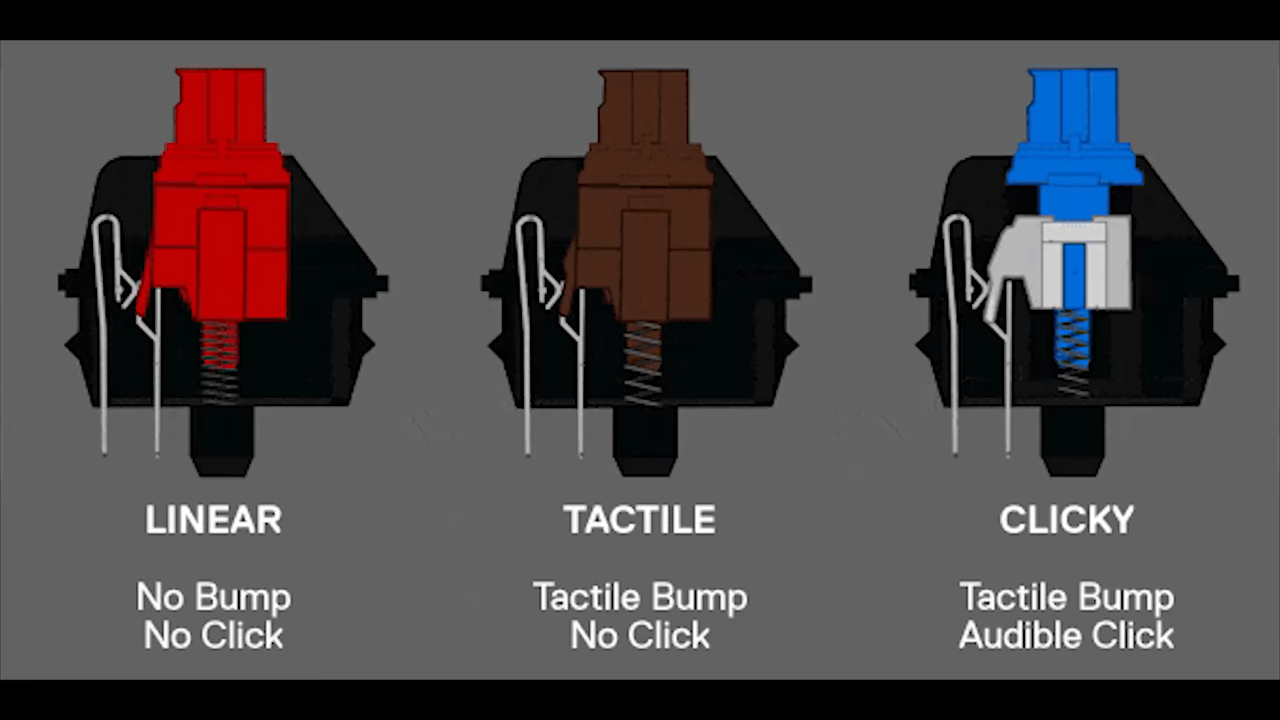 LINEAR
No Bump
No Click
TACTILE
Tactile Bump
No Click
CLICKY
Tactile Bump
Audible Click